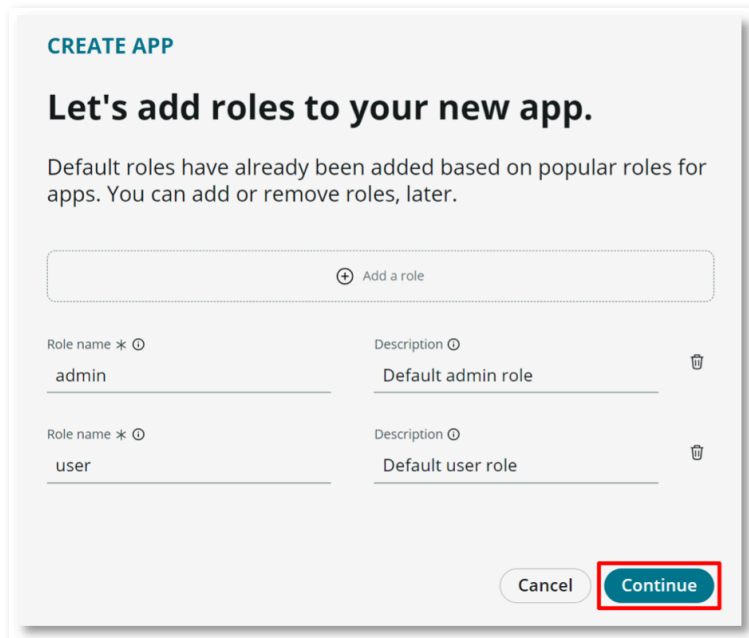 CREATE APP
Let's add roles to your new app.
Default roles have already been added based on popular roles for
apps. You can add or remove roles, later.
Add a role
Role name * Description
admin Default admin role
Role name * Description
user Default user role
Cancel Continue